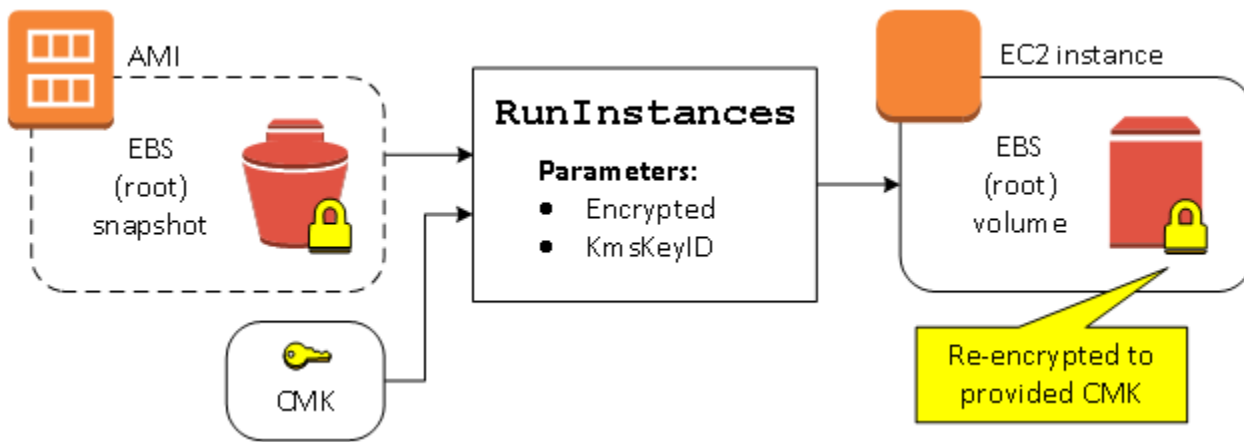 AMI
EBS
(root)
snapshot
CMK
RunInstances
Parameters:
● Encrypted
● KmsKeyID
EC2 instance
EBS
(root)
volume
Re-encrypted to
provided CMK